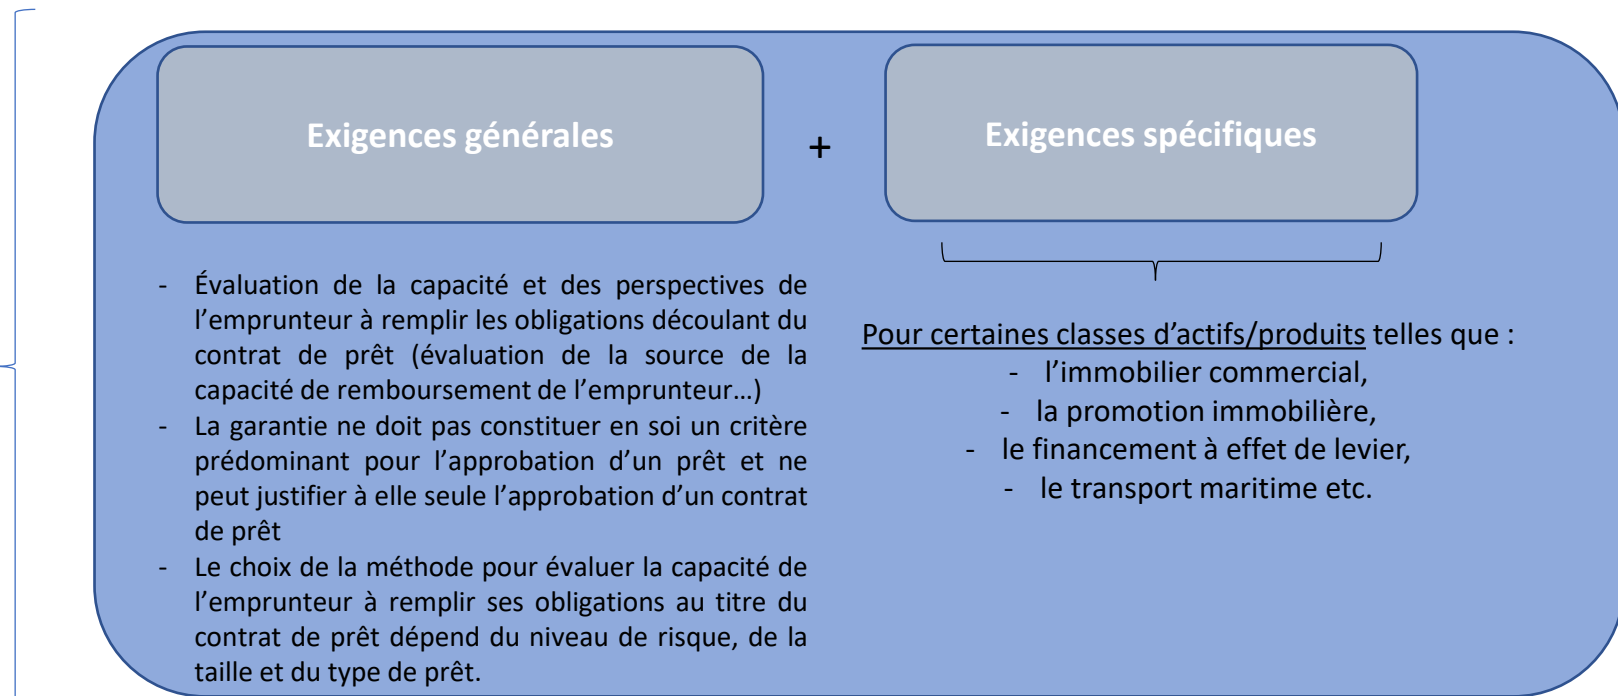 Exigences générales
+
Exigences spécifiques
- Évaluation de la capacité et des perspectives de
l’emprunteur à remplir les obligations découlant du
contrat de prêt (évaluation de la source de la
capacité de remboursement de l’emprunteur…)
- La garantie ne doit pas constituer en soi un critère
prédominant pour l’approbation d’un prêt et ne
peut justifier à elle seule l’approbation d’un contrat
de prêt
- Le choix de la méthode pour évaluer la capacité de
l’emprunteur à remplir ses obligations au titre du
contrat de prêt dépend du niveau de risque, de la
taille et du type de prêt.
Pour certaines classes d’actifs/produits telles que :
- l’immobilier commercial,
- la promotion immobilière,
- le financement à effet de levier,
- le transport maritime etc.